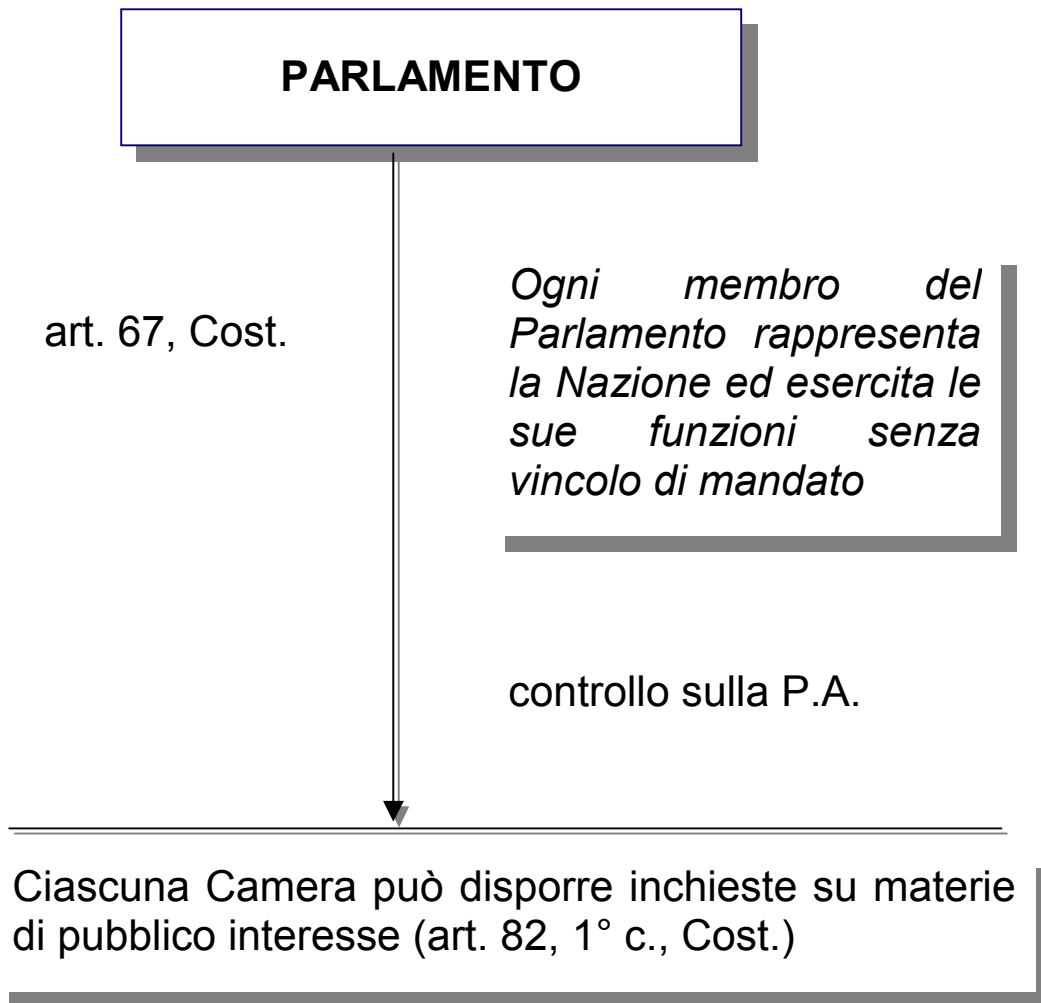 PARLAMENTO
art. 67, Cost.
Ogni membro del
Parlamento rappresenta
la Nazione ed esercita le
sue funzioni senza
vincolo di mandato
controllo sulla P.A.
Ciascuna Camera può disporre inchieste su materie
di pubblico interesse (art. 82, 1° c., Cost.)